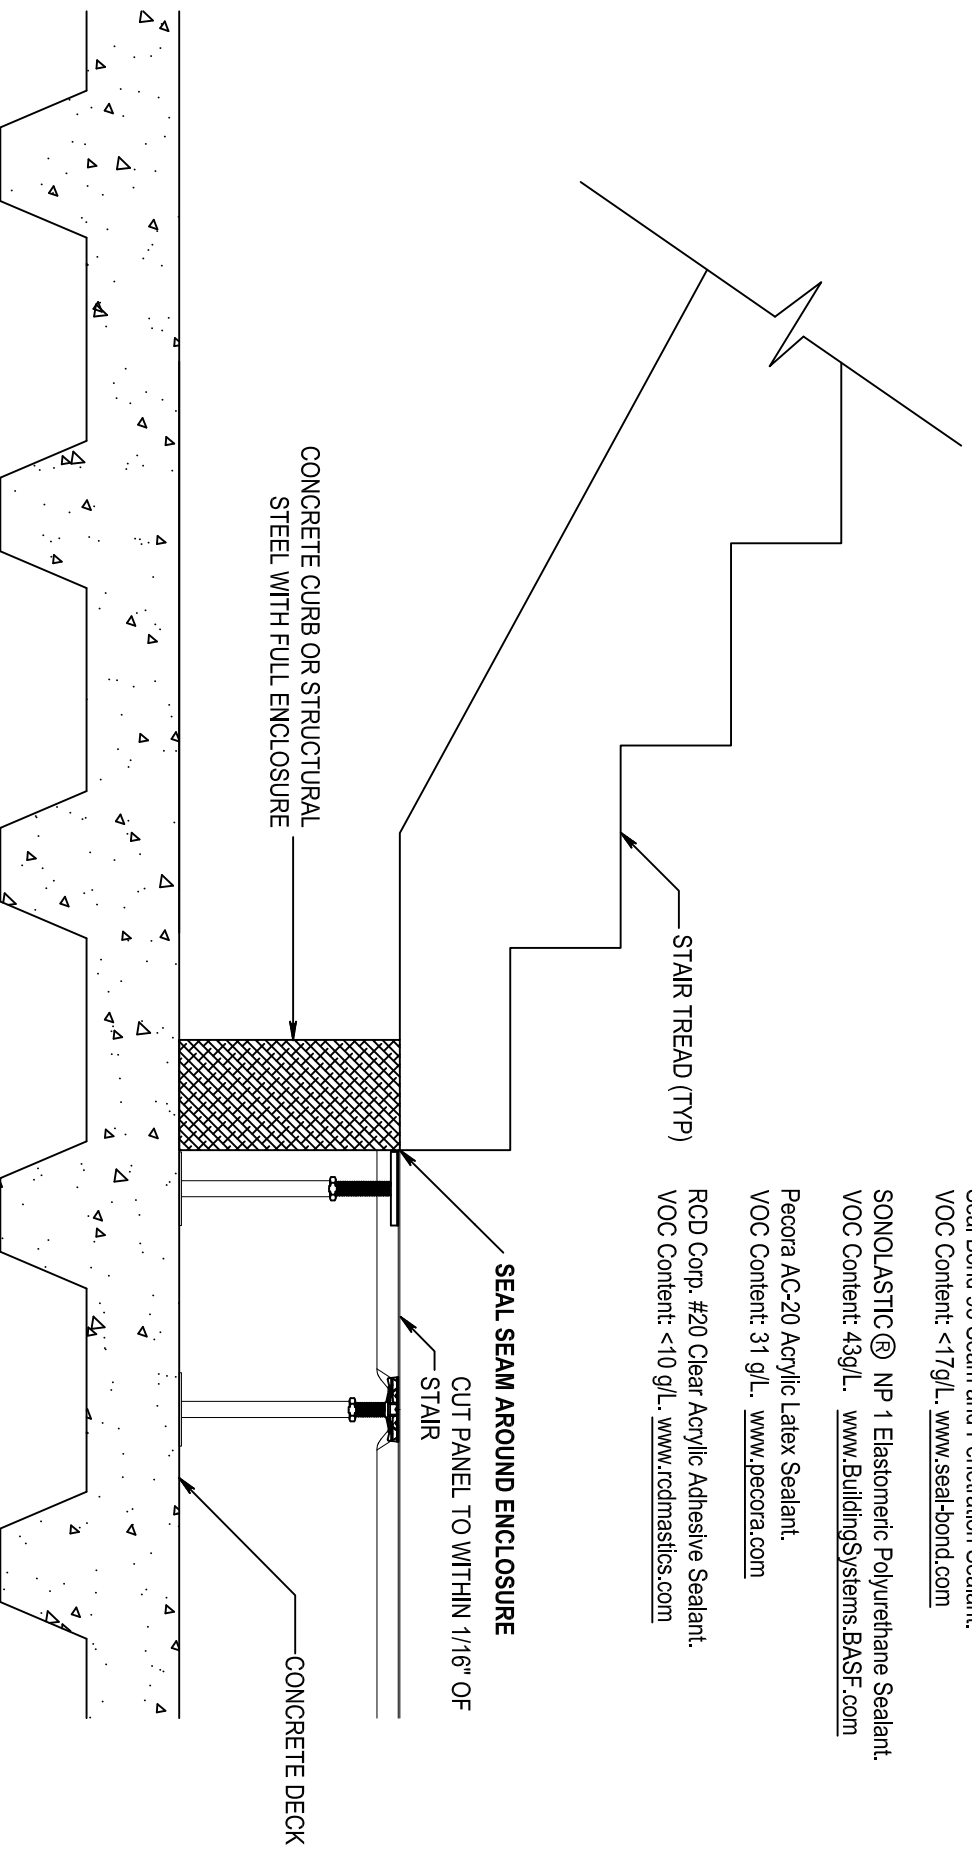 VOC Content: <17g/L. www.seal-bond.com
SONOLASTIC® NP 1 Elastomeric Polyurethane Sealant.
VOC Content: 43g/L. www.BuildingSystems.BASF.com
Pecora AC-20 Acrylic Latex Sealant.
VOC Content: 31 g/L. www.pecora.com
RCD Corp. #20 Clear Acrylic Adhesive Sealant.
VOC Content: <10 g/L. www.rcdmastics.com
STAIR TREAD (TYP)
SEAL SEAM AROUND ENCLOSURE
CUT PANEL TO WITHIN 1/16" OF
STAIR
CONCRETE CURB OR STRUCTURAL
STEEL WITH FULL ENCLOSURE
CONCRETE DECK